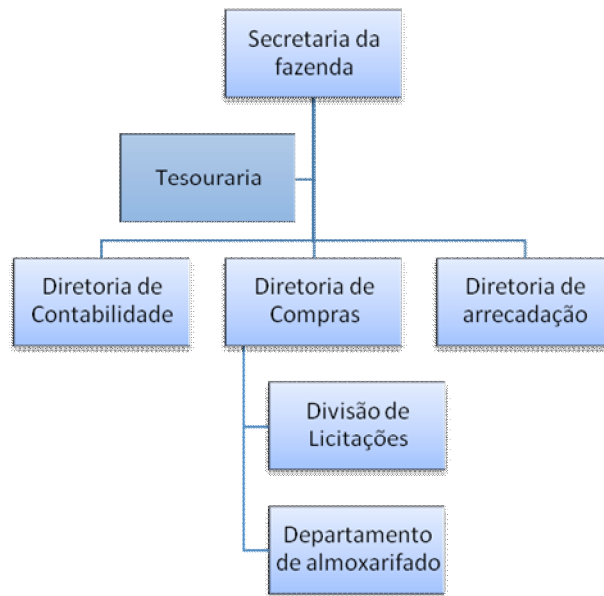 Secretaria da
fazenda
Tesouraria
Diretoria de
Contabilidade
Diretoria de
Compras
Diretoria de
arrecadação
Divisão de
Licitações
Departamento
de almoxarifado